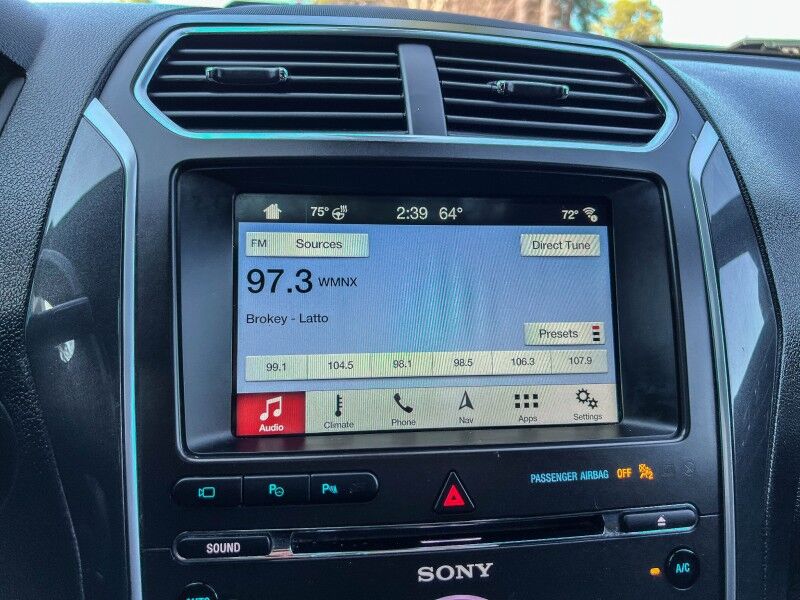 75° 2:39 64° 72°
FM Sources Direct Tune
97.3 WMNX
Brokey - Latto
Presets
99.1 104.5 98.1 98.5 106.3 107.9
Audio Climate Phone Nav Apps Settings
PASSENGER AIRBAG OFF 2
P P
SOUND
SONY
A/C
AUTO